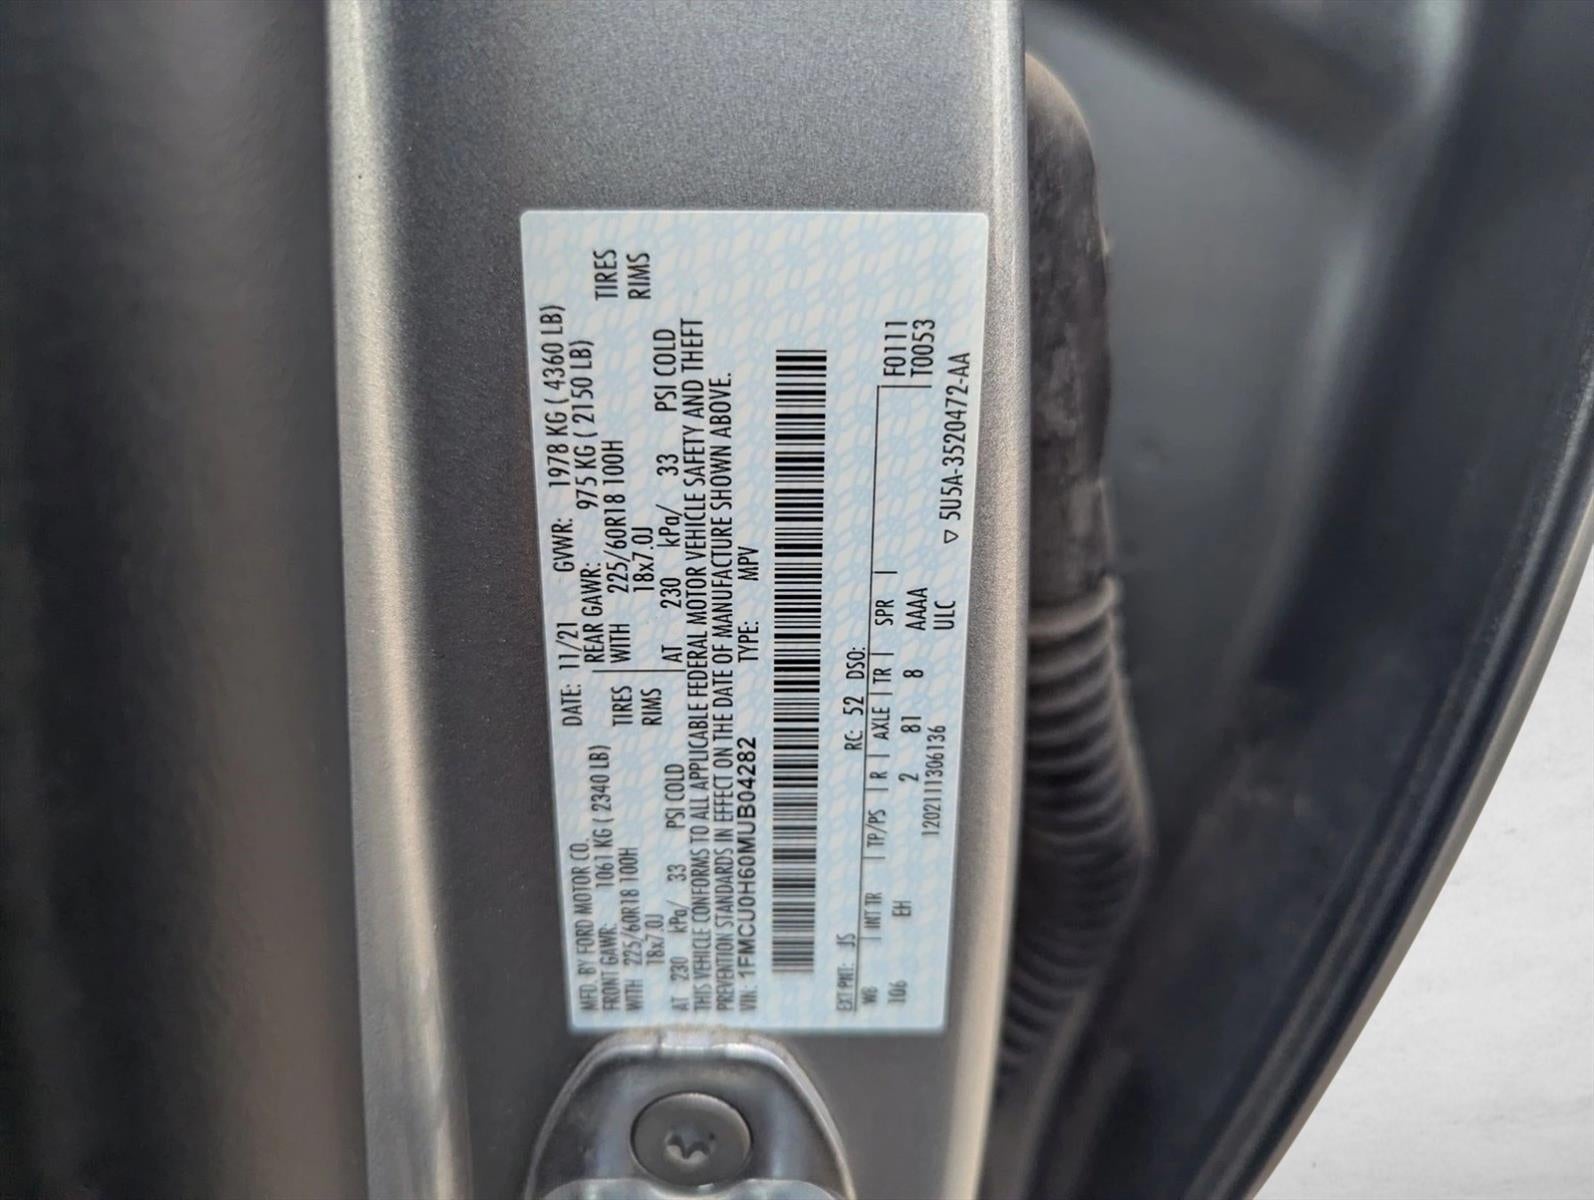 MFD. BY FORD MOTOR CO. DATE: 11/21 GVWR: 1978 KG ( 4360 LB)
FRONT GAWR: 1061 KG ( 2340 LB) REAR GAWR: 975 KG ( 2150 LB)
WITH 225/60R18 100H TIRES WITH 225/60R18 100H TIRES
18x7.0J RIMS 18x7.0J RIMS
AT 230 kPa/ 33 PSI COLD AT 230 kPa/ 33 PSI COLD
THIS VEHICLE CONFORMS TO ALL APPLICABLE FEDERAL MOTOR VEHICLE SAFETY AND THEFT
PREVENTION STANDARDS IN EFFECT ON THE DATE OF MANUFACTURE SHOWN ABOVE.
VIN: 1FMCU0H60MUB04282 TYPE: MPV
EXT PNT: JS RC: 52 DSO:
WB INT TR TP/PS R AXLE TR SPR F0111
106 EH 2 81 8 AAAA T0053
1202111306136 ULC
▽ 5U5A-3520472-AA